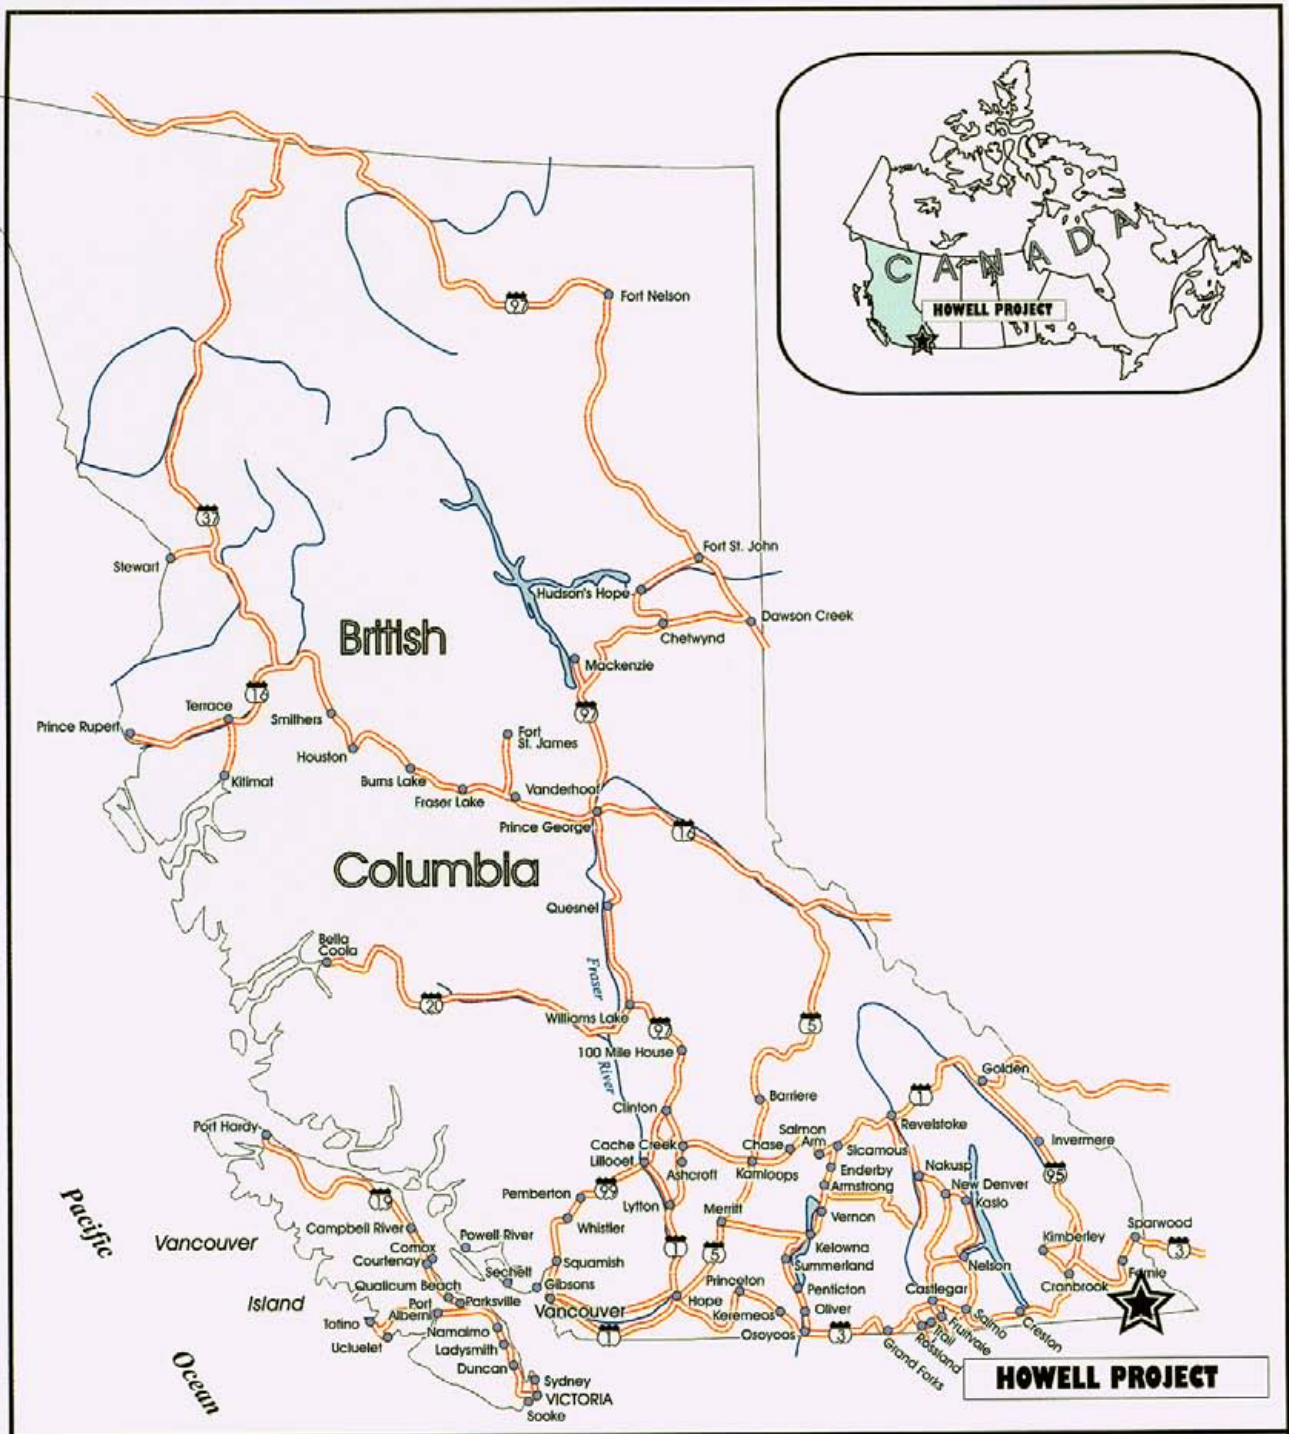 CANADA
HOWELL PROJECT
97
Fort Nelson
37
Stewart
Fort St. John
Hudson's Hope
Dawson Creek
Chetwynd
British
Mackenzie
16
97
Terrace
Prince Rupert
Smithers
Fort
St. James
Houston
Kitimat
Burns Lake
Fraser Lake
Vanderhoof
Prince George
16
Columbia
Quesnel
Bella
Coola
Fraser
River
20
Williams Lake
97
5
100 Mile House
Golden
Barriere
1
Clinton
Revelstoke
Port Hardy
Cache Creek
Chase
Salmon
Arm
Sicamous
Invermere
Lillooet
Ashcroft
Kamloops
Enderby
Nakusp
95
Armstrong
New Denver
Kaslo
Pemberton
99
19
Lytton
Merritt
Vernon
Pacific
Vancouver
Island
Ocean
Campbell River
Whistler
Sparwood
3
Powell River
Comox
Courtenay
1
5
Kelowna
Kimberley
Squamish
Summerland
Nelson
Fernie
Sechelt
Qualicum Beach
Gibsons
Princeton
Penticton
Castlegar
Cranbrook
Port
Alberni
Parksville
Vancouver
Hope
Keremeos
Oliver
Tofino
Namaimo
1
Osoyoos
3
Salmo
Creston
Ucluelet
Ladysmith
Fruitvale
Trail
Rossland
Grand Forks
Duncan
Sydney
VICTORIA
Sooke
HOWELL PROJECT